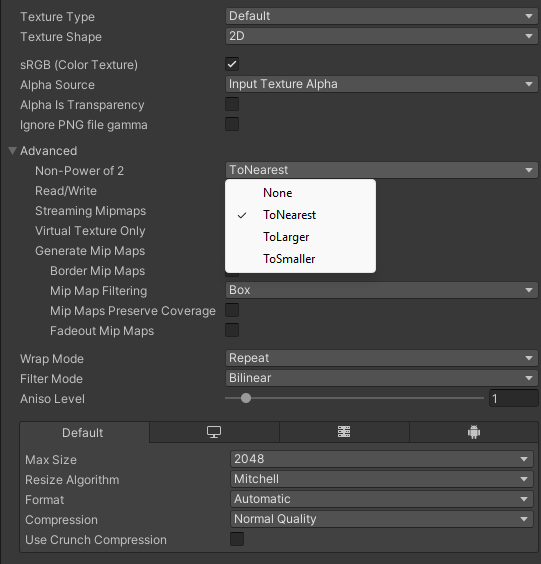 Texture Type Default
Texture Shape 2D
sRGB (Color Texture)
Alpha Source Input Texture Alpha
Alpha Is Transparency
Ignore PNG file gamma
Advanced
Non-Power of 2 ToNearest
Read/Write None
Streaming Mipmaps ToNearest
Virtual Texture Only ToLarger
Generate Mip Maps ToSmaller
Border Mip Maps
Mip Map Filtering Box
Mip Maps Preserve Coverage
Fadeout Mip Maps
Wrap Mode Repeat
Filter Mode Bilinear
Aniso Level 1
Default
Max Size 2048
Resize Algorithm Mitchell
Format Automatic
Compression Normal Quality
Use Crunch Compression